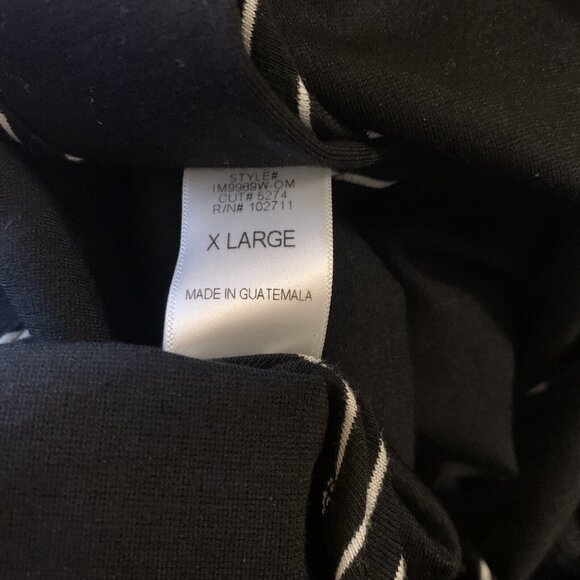 STYLE#
IM9989W-OM
CUT# 5274
R/N# 102711
X LARGE
MADE IN GUATEMALA